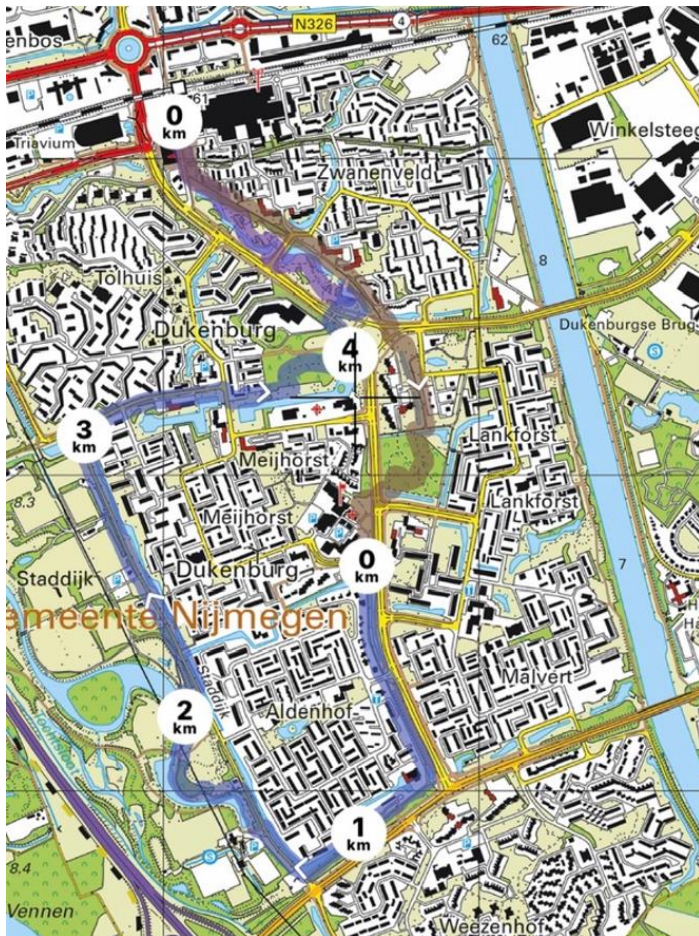 N326
4
62
enbos
61
0
km
Triavium
Winkelsteeg
Zwanenveld
8
Tolhuis
Dukenburg
Dukenburgse Brug
4
km
3
km
Lankforst
Meijhorst
8.3
Meijhorst
Lankforst
0
km
7
Staddijk
Dukenburg
emeente Nijmegen
Ha
Staddijk
Malvert
2
km
Aldenhof
1
km
8.4
Vennen
Weezenhof